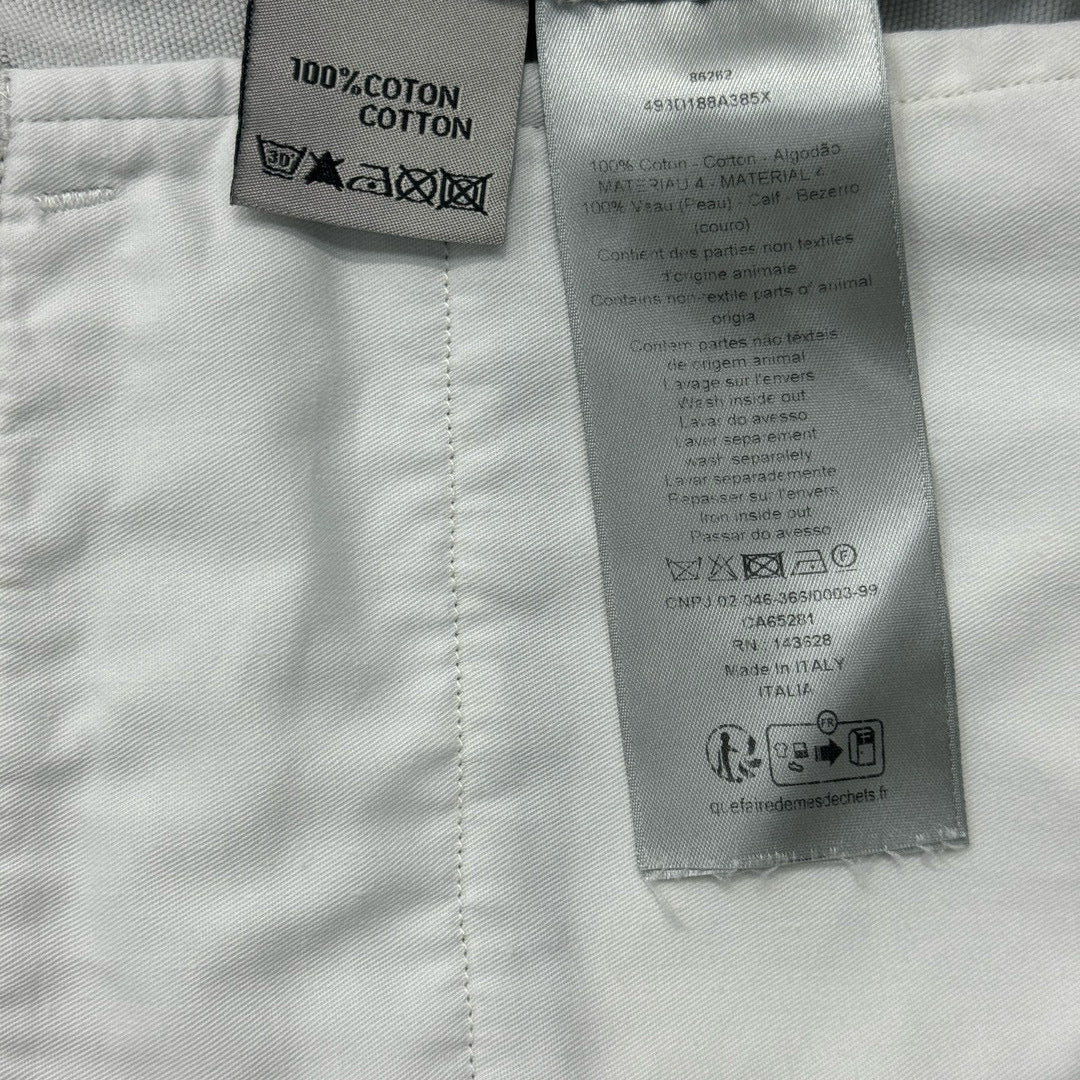 100%COTON
COTTON
30°
86262
493D188A385X
100% Coton - Cotton - Algodão
MATERIAU 4 - MATERIAL 4 -
100% Veau (Peau) - Calf - Bezerro
(couro)
Contient des parties non textiles
d'origine animale
Contains non-textile parts of animal
origia
Contem partes não têxteis
de origem animal
Lavage sur l'envers
Wash inside out
Lavar do avesso
Laver separement
wash separately
Lavar separademente
Repasser sur l'envers
Iron inside out
Passar do avesso
F
CNPJ 02-046-366/0003-99
CA65281
RN : 143628
Made In ITALY
ITALIA
FR
quefairedemesdechets.fr